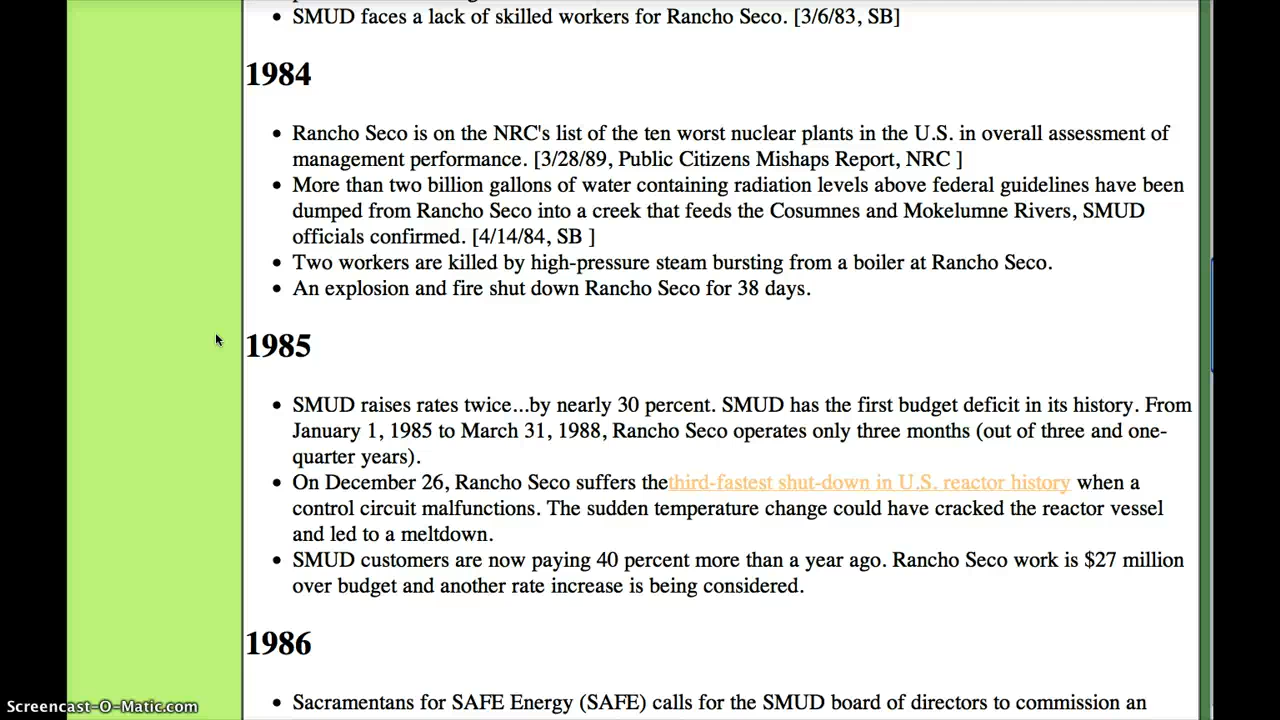 • SMUD faces a lack of skilled workers for Rancho Seco. [3/6/83, SB]
1984
• Rancho Seco is on the NRC's list of the ten worst nuclear plants in the U.S. in overall assessment of
management performance. [3/28/89, Public Citizens Mishaps Report, NRC ]
• More than two billion gallons of water containing radiation levels above federal guidelines have been
dumped from Rancho Seco into a creek that feeds the Cosumnes and Mokelumne Rivers, SMUD
officials confirmed. [4/14/84, SB ]
• Two workers are killed by high-pressure steam bursting from a boiler at Rancho Seco.
• An explosion and fire shut down Rancho Seco for 38 days.
1985
• SMUD raises rates twice...by nearly 30 percent. SMUD has the first budget deficit in its history. From
January 1, 1985 to March 31, 1988, Rancho Seco operates only three months (out of three and one-
quarter years).
• On December 26, Rancho Seco suffers thethird-fastest shut-down in U.S. reactor history when a
control circuit malfunctions. The sudden temperature change could have cracked the reactor vessel
and led to a meltdown.
• SMUD customers are now paying 40 percent more than a year ago. Rancho Seco work is $27 million
over budget and another rate increase is being considered.
1986
• Sacramentans for SAFE Energy (SAFE) calls for the SMUD board of directors to commission an
Screencast-O-Matic.com